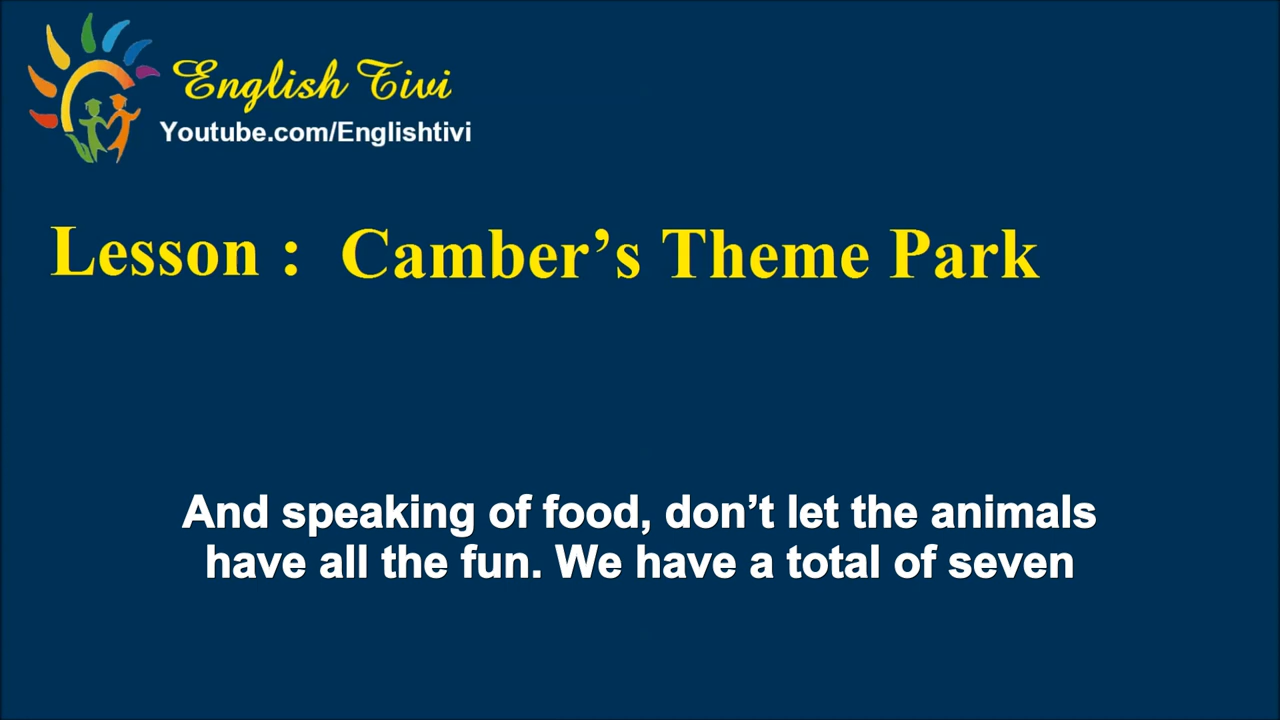 English Tivi
Youtube.com/Englishtivi
Lesson : Camber’s Theme Park
And speaking of food, don’t let the animals
have all the fun. We have a total of seven